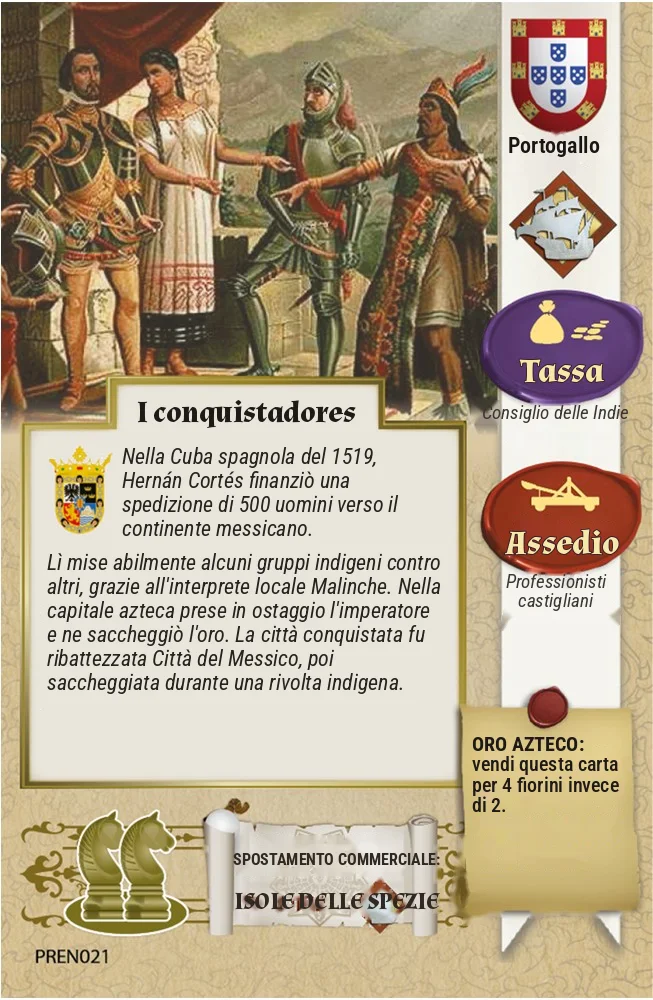 Portogallo
Tassa
Consiglio delle Indie
I conquistadores
Nella Cuba spagnola del 1519,
Hernán Cortés finanziò una
spedizione di 500 uomini verso il
continente messicano.
Lì mise abilmente alcuni gruppi indigeni contro
altri, grazie all'interprete locale Malinche. Nella
capitale azteca prese in ostaggio l'imperatore
e ne saccheggiò l'oro. La città conquistata fu
ribattezzata Città del Messico, poi
saccheggiata durante una rivolta indigena.
Assedio
Professionisti
castigliani
ORO AZTECO:
vendi questa carta
per 4 fiorini invece
di 2.
SPOSTAMENTO COMMERCIALE:
ISOLE DELLE SPEZIE
PREN021